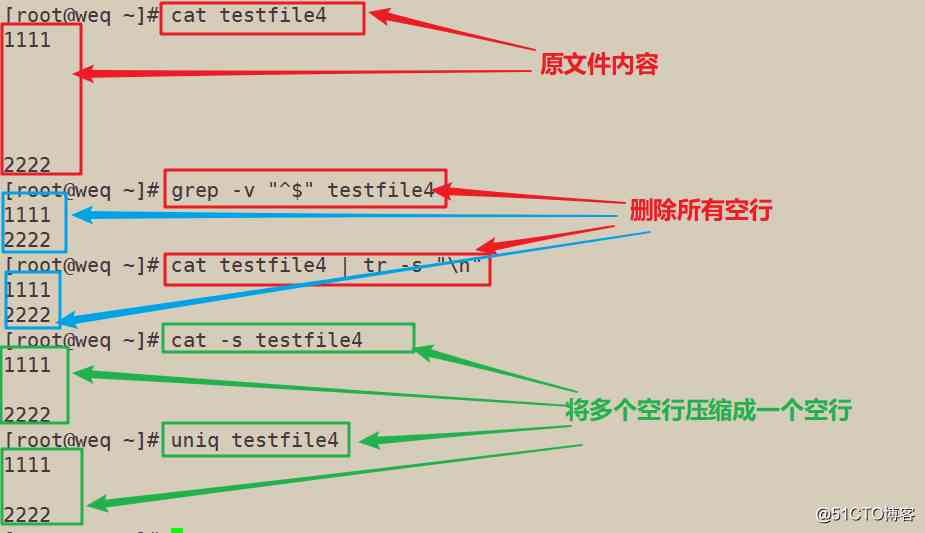 [root@weq ~]# cat testfile4
1111
原文件内容
2222
[root@weq ~]# grep -v "^$" testfile4
1111
删除所有空行
2222
[root@weq ~]# cat testfile4 | tr -s "\n"
1111
2222
[root@weq ~]# cat -s testfile4
1111
将多个空行压缩成一个空行
2222
[root@weq ~]# uniq testfile4
1111
2222
@51CTO博客